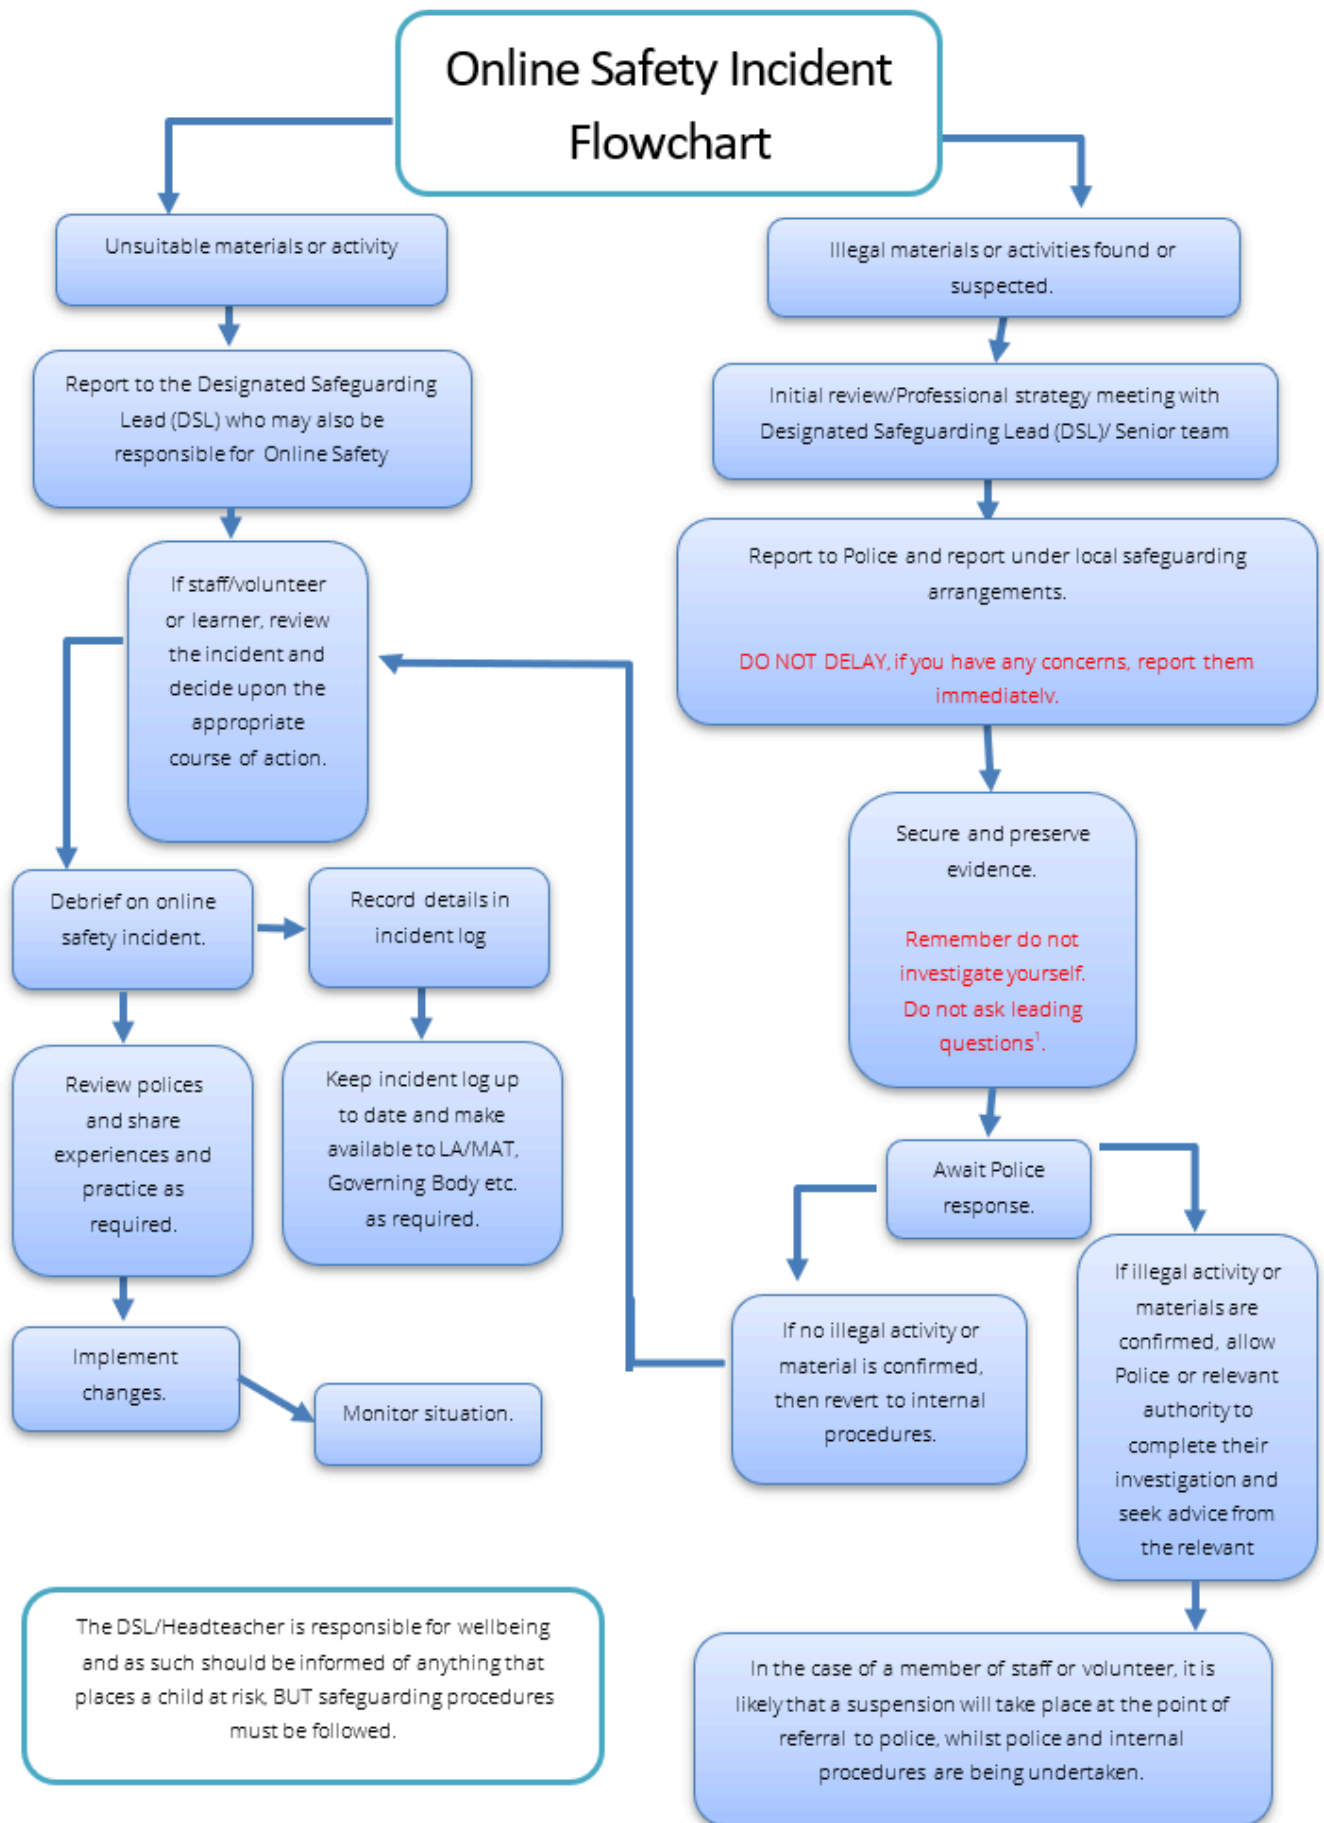 Online Safety Incident
Flowchart
Unsuitable materials or activity
Report to the Designated Safeguarding
Lead (DSL) who may also be
responsible for Online Safety
If staff/volunteer
or learner, review
the incident and
decide upon the
appropriate
course of action.
Debrief on online
safety incident.
Record details in
incident log
Review polices
and share
experiences and
practice as
required.
Keep incident log up
to date and make
available to LA/MAT,
Governing Body etc.
as required.
Implement
changes.
Monitor situation.
Illegal materials or activities found or
suspected.
Initial review/Professional strategy meeting with
Designated Safeguarding Lead (DSL)/ Senior team
Report to Police and report under local safeguarding
arrangements.
DO NOT DELAY, if you have any concerns, report them
immediately.
Secure and preserve
evidence.
Remember do not
investigate yourself.
Do not ask leading
questions¹.
Await Police
response.
If no illegal activity or
material is confirmed,
then revert to internal
procedures.
If illegal activity or
materials are
confirmed, allow
Police or relevant
authority to
complete their
investigation and
seek advice from
the relevant
In the case of a member of staff or volunteer, it is
likely that a suspension will take place at the point of
referral to police, whilst police and internal
procedures are being undertaken.
The DSL/Headteacher is responsible for wellbeing
and as such should be informed of anything that
places a child at risk, BUT safeguarding procedures
must be followed.